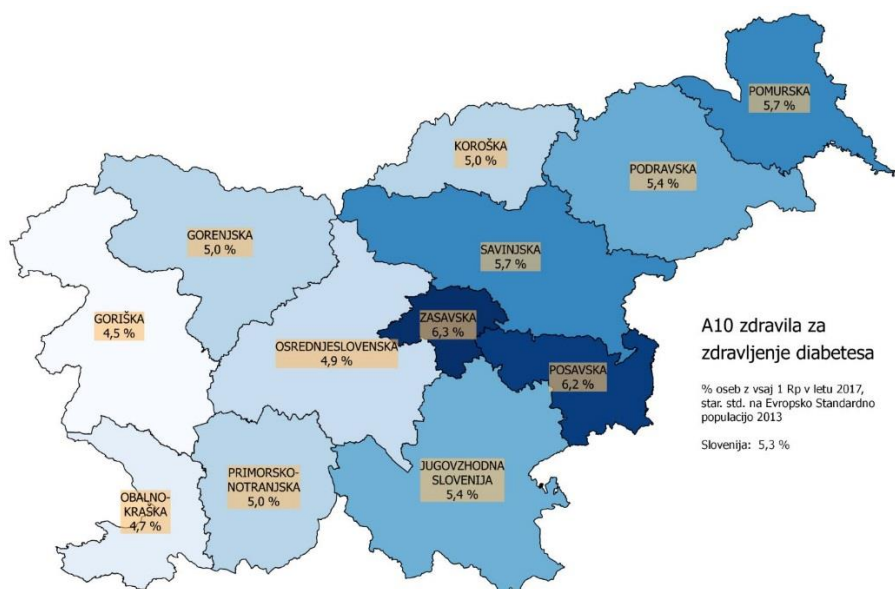 POMURSKA
5,7 %
KOROŠKA
5,0 %
PODRAVSKA
5,4 %
GORENJSKA
5,0 %
SAVINJSKA
5,7 %
GORIŠKA
4,5 %
ZASAVSKA
6,3 %
OSREDNJESLOVENSKA
4,9 %
POSAVSKA
6,2 %
JUGOVZHODNA
SLOVENIJA
5,4 %
PRIMORSKO-
NOTRANJSKA
5,0 %
OBALNO-
KRAŠKA
4,7 %
A10 zdravila za
zdravljenje diabetesa
% oseb z vsaj 1 Rp v letu 2017,
star. std. na Evropsko Standardno
populacijo 2013
Slovenija: 5,3 %